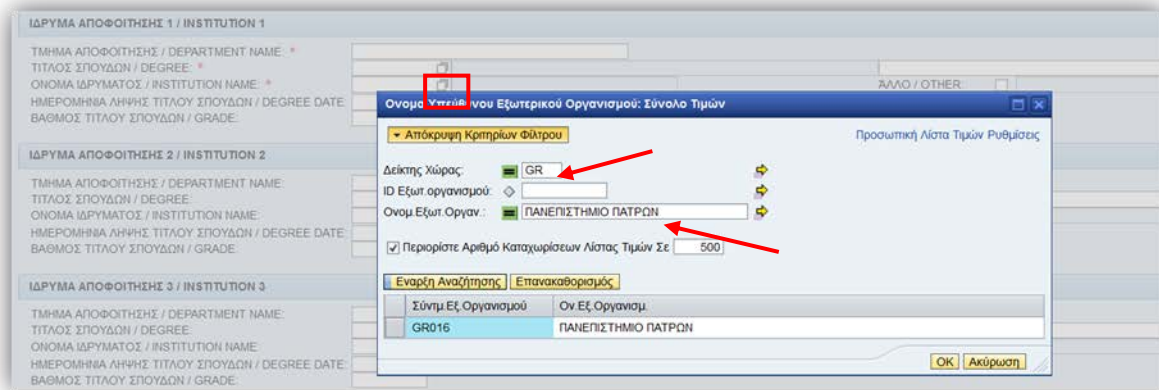 ΙΔΡΥΜΑ ΑΠΟΦΟΙΤΗΣΗΣ 1 / INSTITUTION 1
ΤΜΗΜΑ ΑΠΟΦΟΙΤΗΣΗΣ / DEPARTMENT NAME: *
ΤΙΤΛΟΣ ΣΠΟΥΔΩΝ / DEGREE: *
ΟΝΟΜΑ ΙΔΡΥΜΑΤΟΣ / INSTITUTION NAME: * ΆΛΛΟ / OTHER:
ΗΜΕΡΟΜΗΝΙΑ ΛΗΨΗΣ ΤΙΤΛΟΥ ΣΠΟΥΔΩΝ / DEGREE DATE:
ΒΑΘΜΟΣ ΤΙΤΛΟΥ ΣΠΟΥΔΩΝ / GRADE:
ΙΔΡΥΜΑ ΑΠΟΦΟΙΤΗΣΗΣ 2 / INSTITUTION 2
ΤΜΗΜΑ ΑΠΟΦΟΙΤΗΣΗΣ / DEPARTMENT NAME:
ΤΙΤΛΟΣ ΣΠΟΥΔΩΝ / DEGREE:
ΟΝΟΜΑ ΙΔΡΥΜΑΤΟΣ / INSTITUTION NAME:
ΗΜΕΡΟΜΗΝΙΑ ΛΗΨΗΣ ΤΙΤΛΟΥ ΣΠΟΥΔΩΝ / DEGREE DATE:
ΒΑΘΜΟΣ ΤΙΤΛΟΥ ΣΠΟΥΔΩΝ / GRADE:
ΙΔΡΥΜΑ ΑΠΟΦΟΙΤΗΣΗΣ 3 / INSTITUTION 3
ΤΜΗΜΑ ΑΠΟΦΟΙΤΗΣΗΣ / DEPARTMENT NAME:
ΤΙΤΛΟΣ ΣΠΟΥΔΩΝ / DEGREE:
ΟΝΟΜΑ ΙΔΡΥΜΑΤΟΣ / INSTITUTION NAME:
ΗΜΕΡΟΜΗΝΙΑ ΛΗΨΗΣ ΤΙΤΛΟΥ ΣΠΟΥΔΩΝ / DEGREE DATE:
ΒΑΘΜΟΣ ΤΙΤΛΟΥ ΣΠΟΥΔΩΝ / GRADE:
Ονομα Υπεύθυνου Εξωτερικού Οργανισμού: Σύνολο Τιμών
Απόκρυψη Κριτηρίων Φίλτρου Προσωπική Λίστα Τιμών Ρυθμίσεις
Δείκτης Χώρας: GR
ID Εξωτ.οργανισμού:
Ονομ.Εξωτ.Οργαν.: ΠΑΝΕΠΙΣΤΗΜΙΟ ΠΑΤΡΩΝ
Περιορίστε Αριθμό Καταχωρίσεων Λίστας Τιμών Σε 500
Εναρξη Αναζήτησης Επανακαθορισμός
Σύντμ.Εξ.Οργανισμού Ον.Εξ.Οργανισμ.
GR016 ΠΑΝΕΠΙΣΤΗΜΙΟ ΠΑΤΡΩΝ
OK Ακύρωση